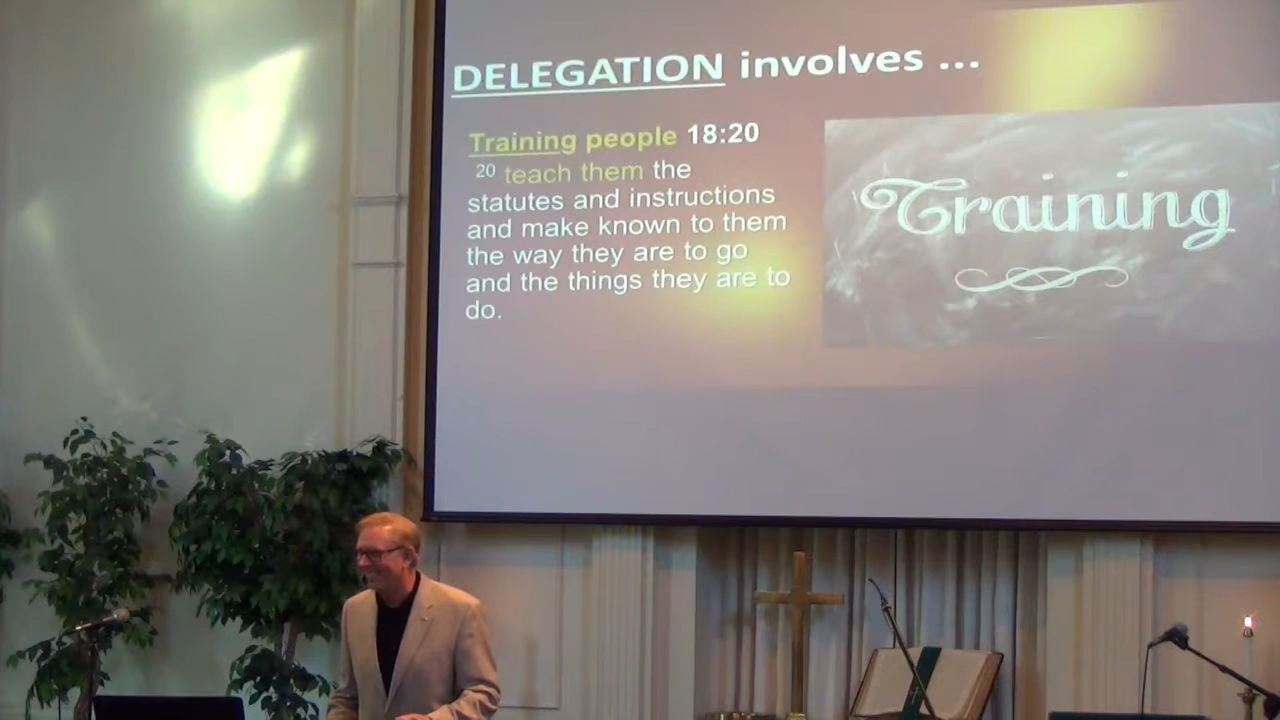 DELEGATION involves ...
Training people 18:20
20 teach them the
statutes and instructions
and make known to them
the way they are to go
and the things they are to
do.
Training